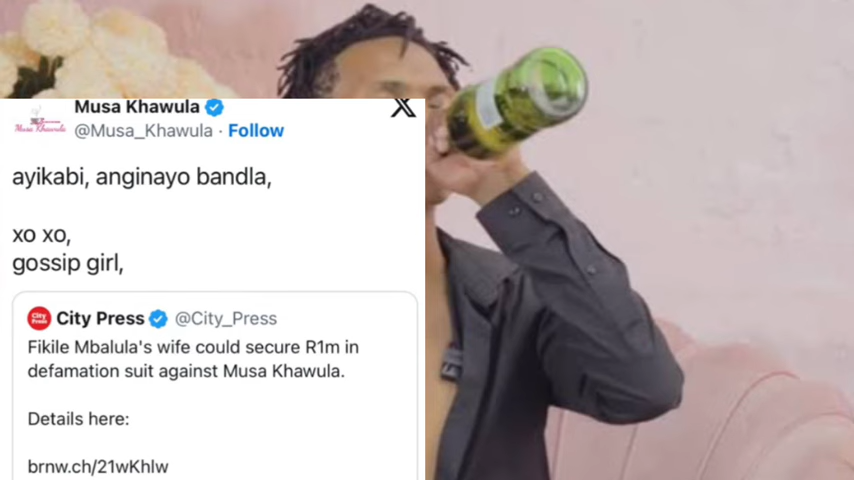 Musa Khawula
@Musa_Khawula · Follow
ayikabi, anginayo bandla,
xo xo,
gossip girl,
City Press @City_Press
Fikile Mbalula's wife could secure R1m in
defamation suit against Musa Khawula.
Details here:
brnw.ch/21wKhlw